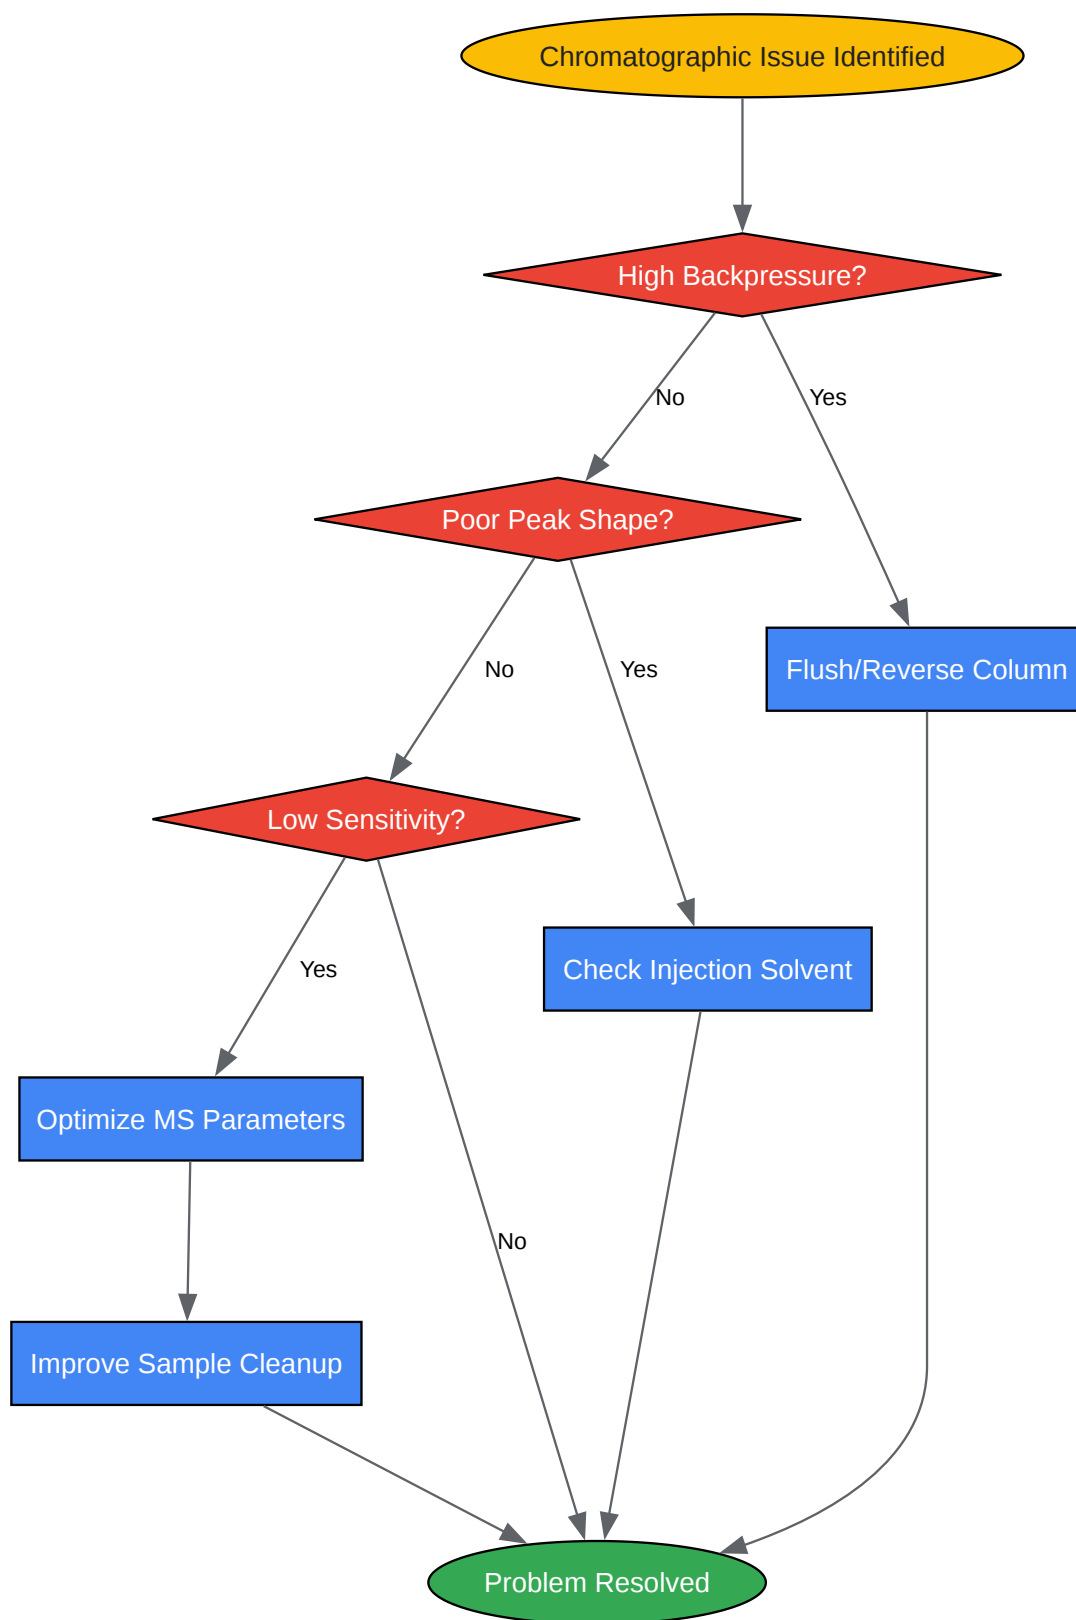 Chromatographic Issue Identified
High Backpressure?
No
Yes
Poor Peak Shape?
No
Yes
Flush/Reverse Column
Low Sensitivity?
Yes
Check Injection Solvent
Optimize MS Parameters
No
Improve Sample Cleanup
Problem Resolved